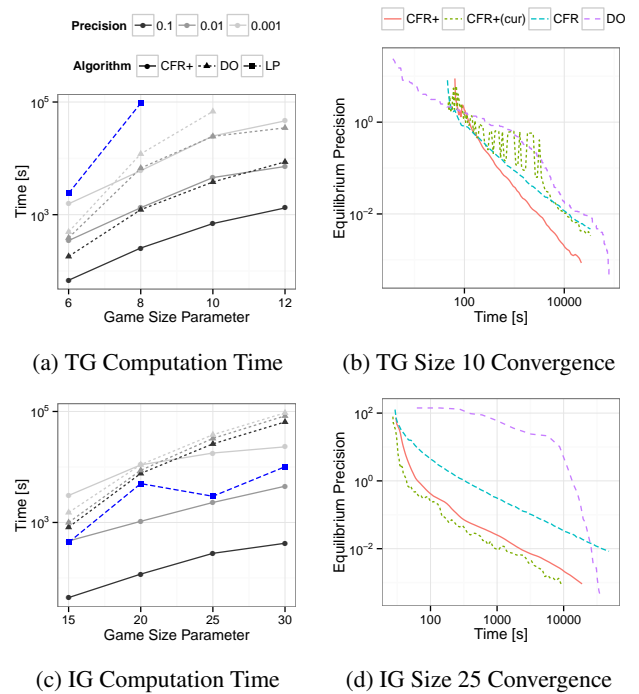 Precision 0.1 0.01 0.001
Algorithm CFR+ DO LP
Time [s]
10^5
10^3
6 8 10 12
Game Size Parameter
(a) TG Computation Time
CFR+ CFR+(cur) CFR DO
Equilibrium Precision
10^0
10^−2
100 10000
Time [s]
(b) TG Size 10 Convergence
Time [s]
10^5
10^3
15 20 25 30
Game Size Parameter
(c) IG Computation Time
Equilibrium Precision
10^2
10^0
10^−2
100 10000
Time [s]
(d) IG Size 25 Convergence